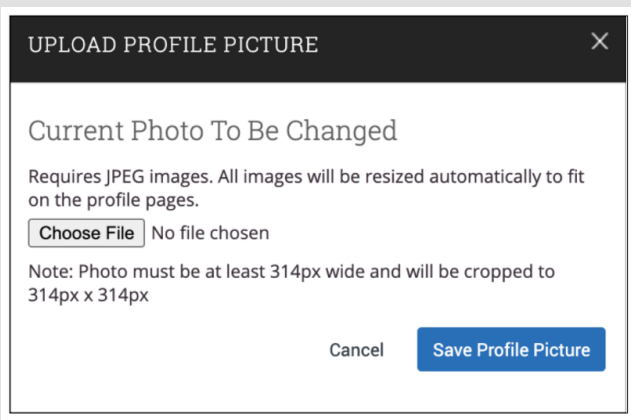 UPLOAD PROFILE PICTURE
Current Photo To Be Changed
Requires JPEG images. All images will be resized automatically to fit
on the profile pages.
Choose File No file chosen
Note: Photo must be at least 314px wide and will be cropped to
314px x 314px
Cancel Save Profile Picture